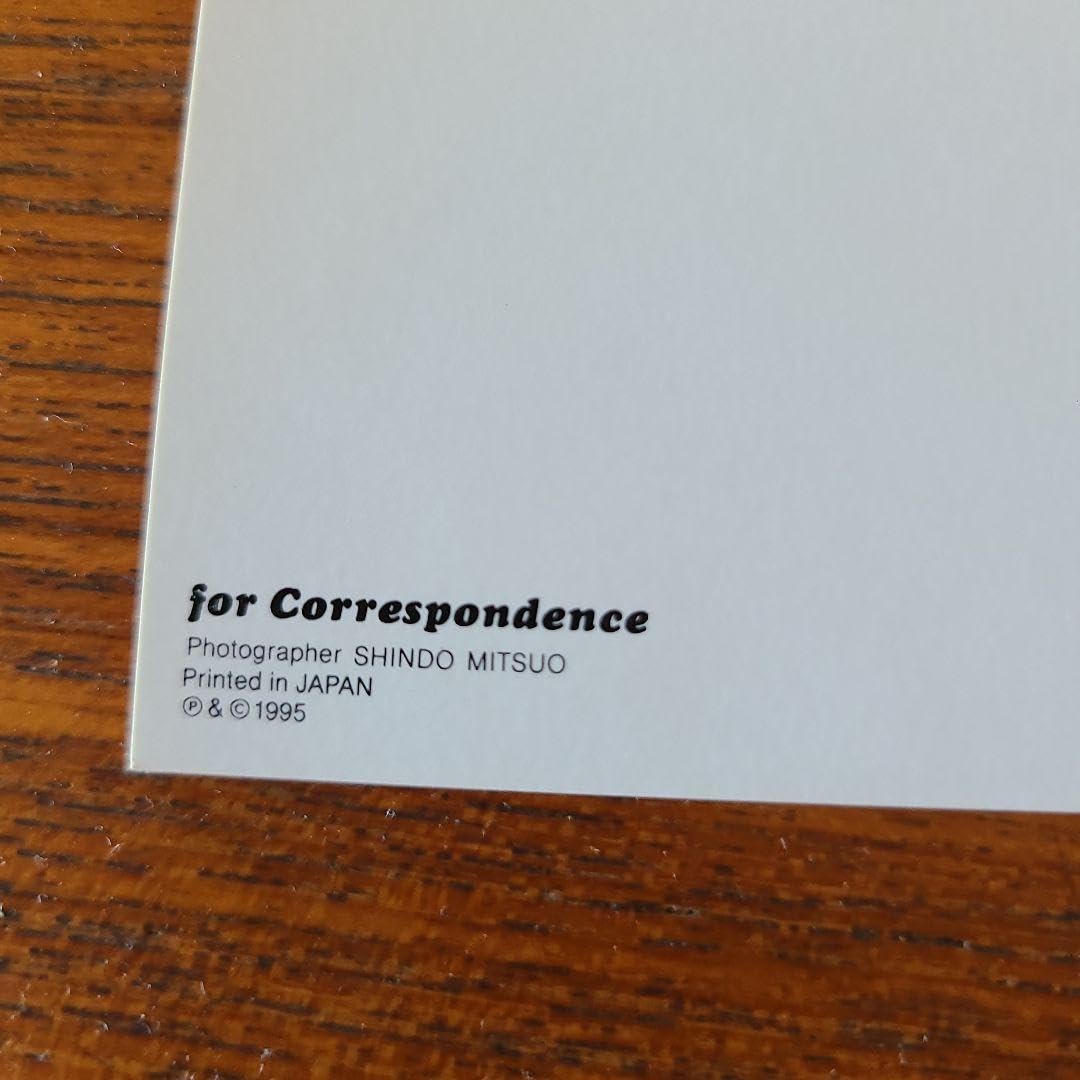 for Correspondence
Photographer SHINDO MITSUO
Printed in JAPAN
℗ & © 1995